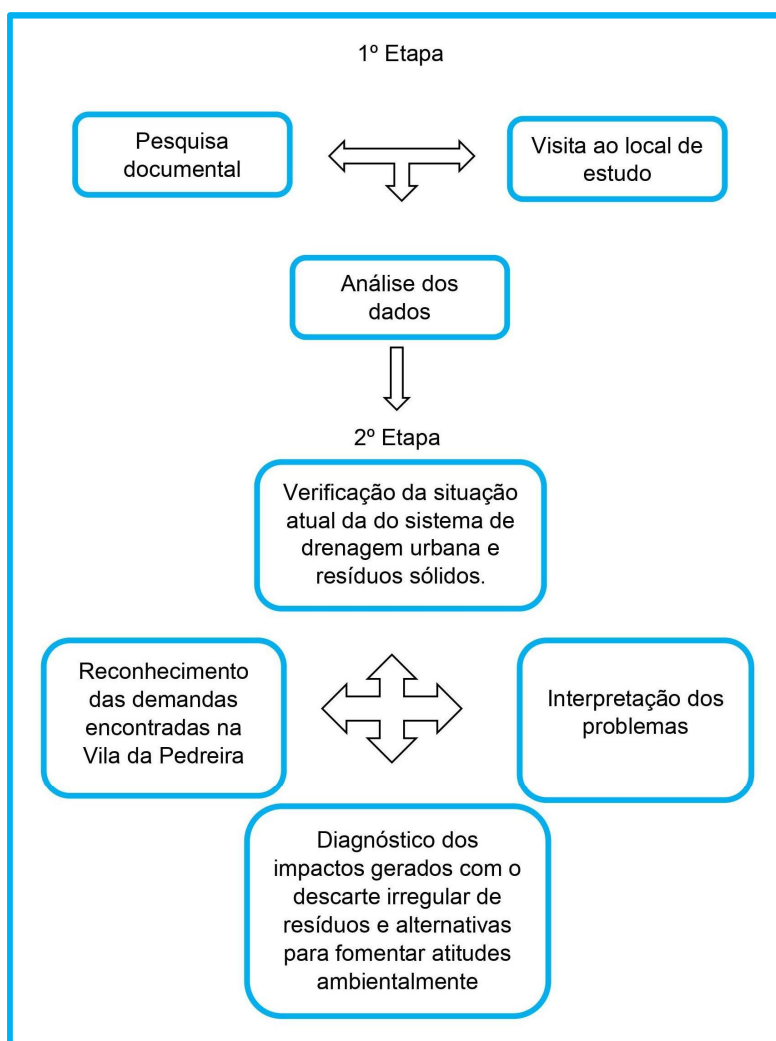 1º Etapa
Pesquisa
documental
Visita ao local de
estudo
Análise dos
dados
2º Etapa
Verificação da situação
atual da do sistema de
drenagem urbana e
resíduos sólidos.
Reconhecimento
das demandas
encontradas na
Vila da Pedreira
Interpretação dos
problemas
Diagnóstico dos
impactos gerados com o
descarte irregular de
resíduos e alternativas
para fomentar atitudes
ambientalmente